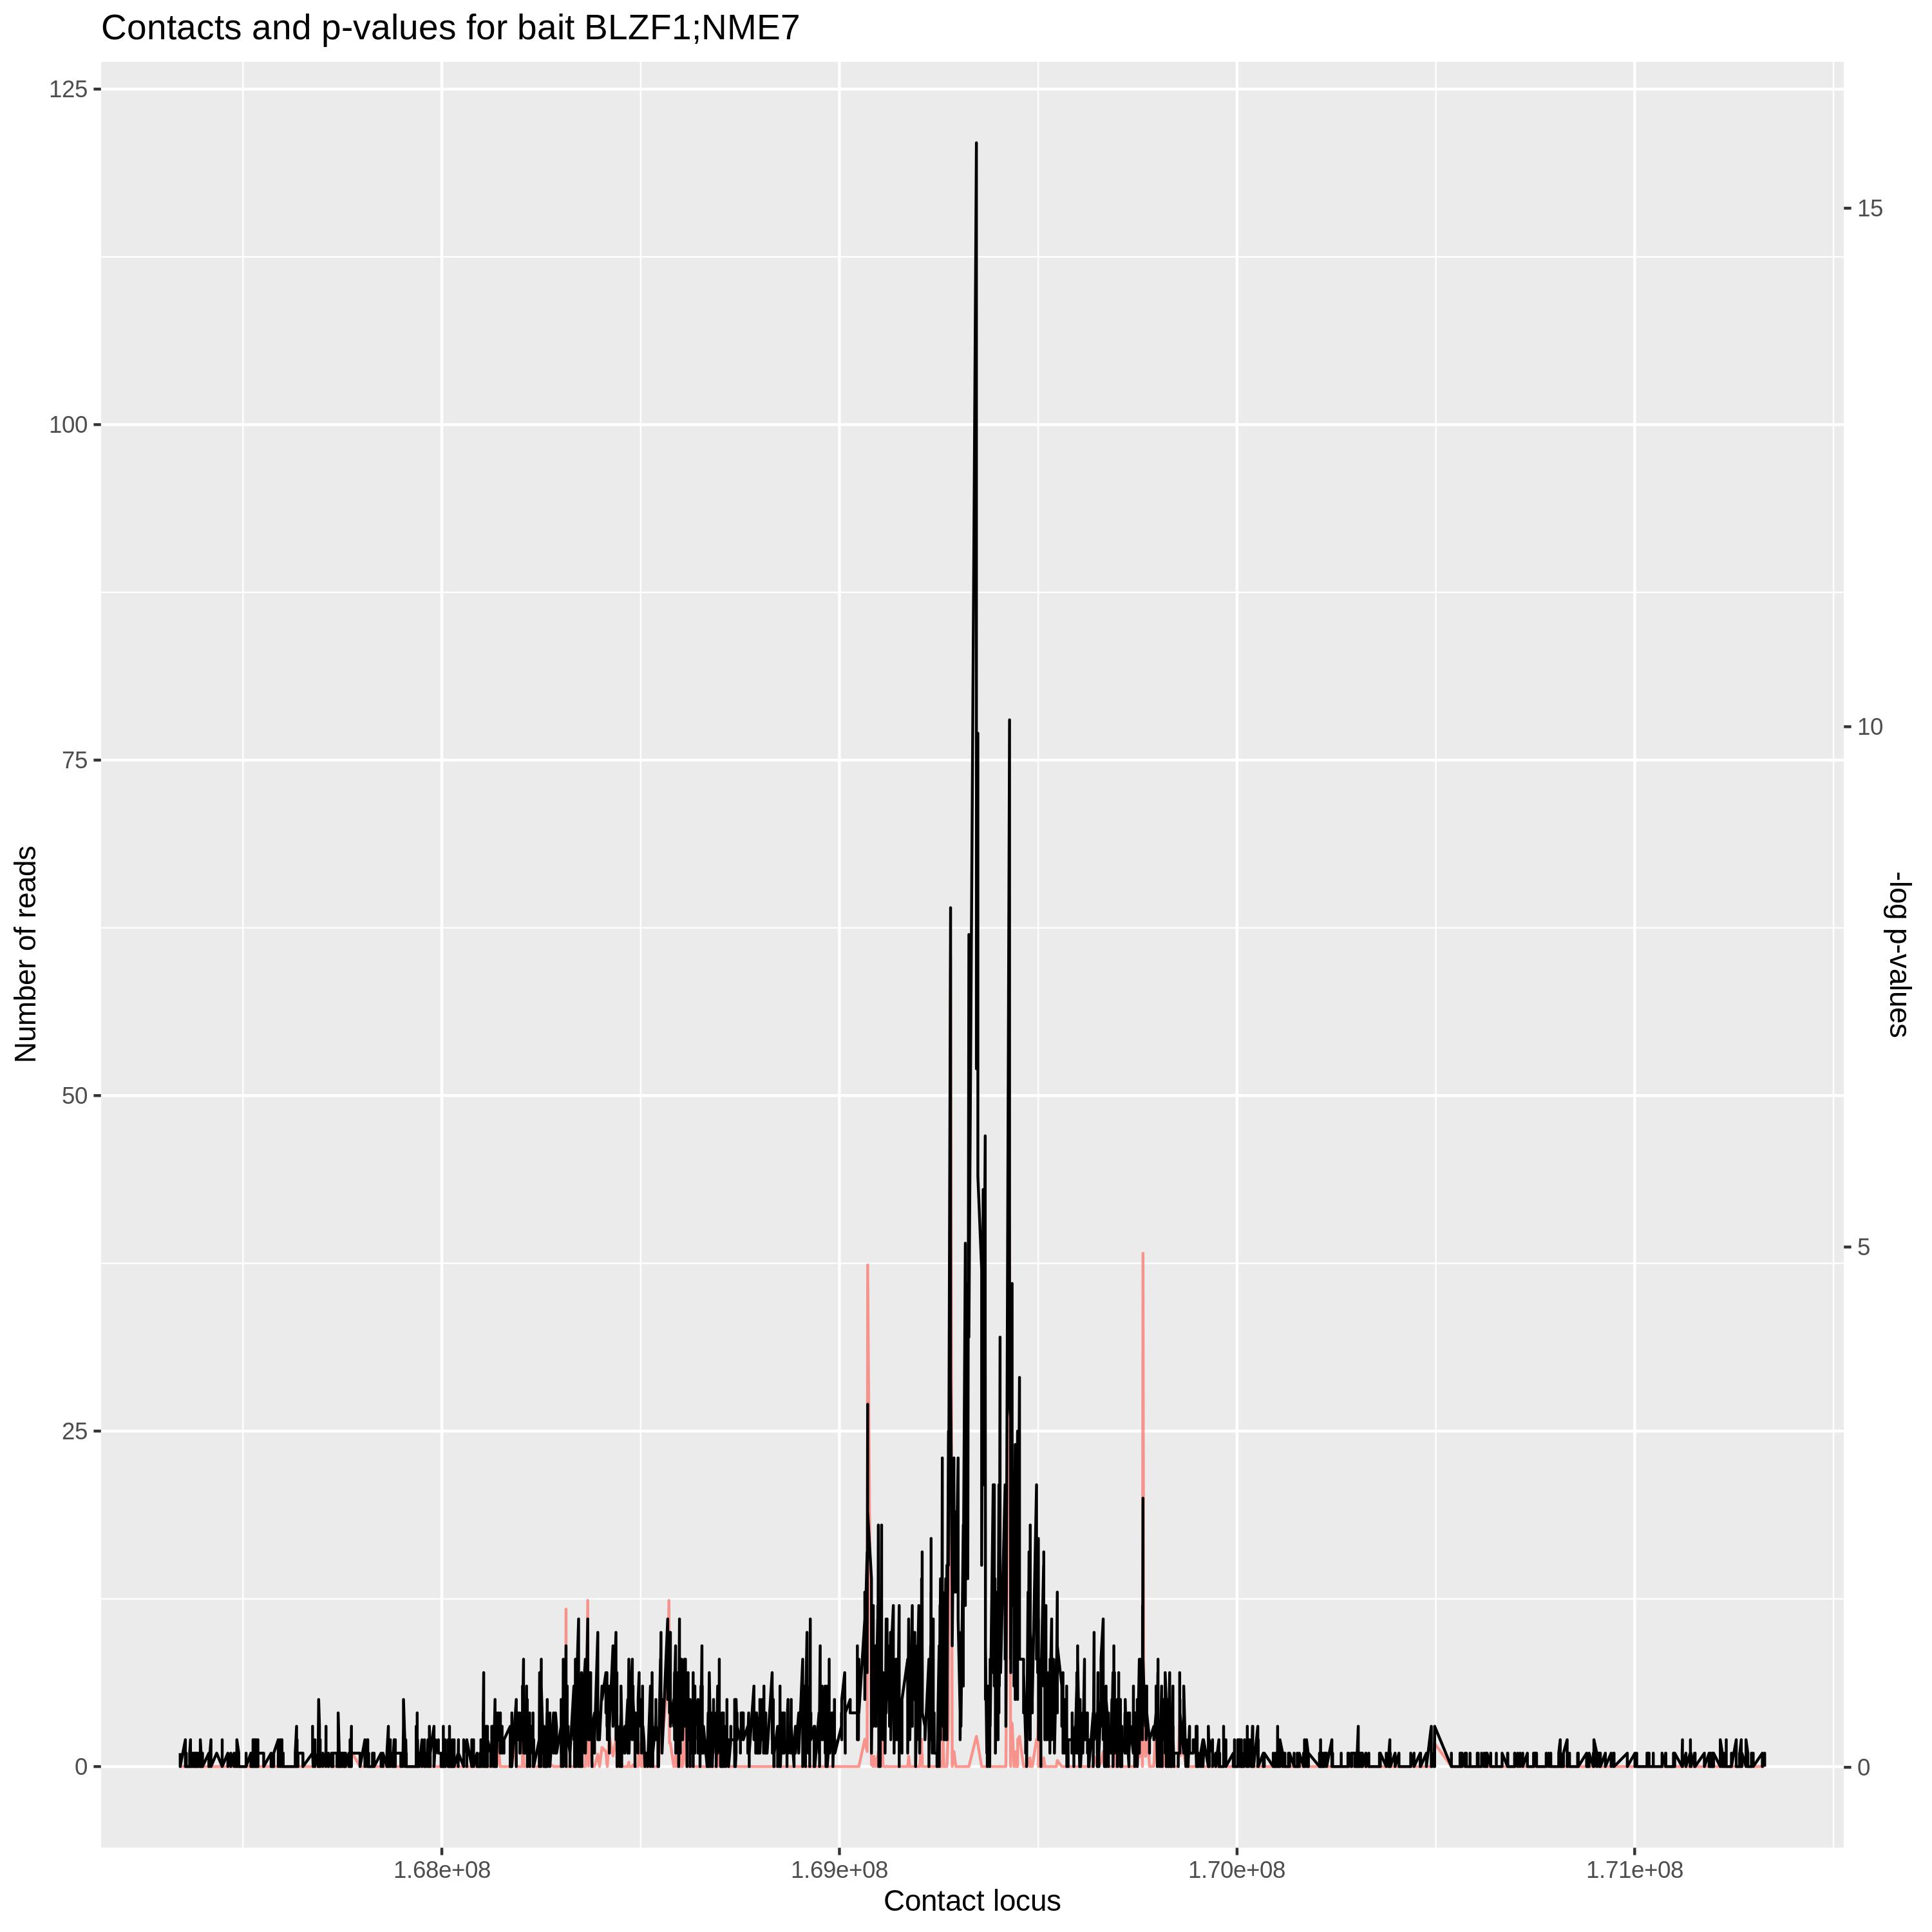 Contacts and p-values for bait BLZF1;NME7
125
100
75
50
25
0
Number of reads
15
10
5
0
-log p-values
1.68e+08
1.69e+08
1.70e+08
1.71e+08
Contact locus